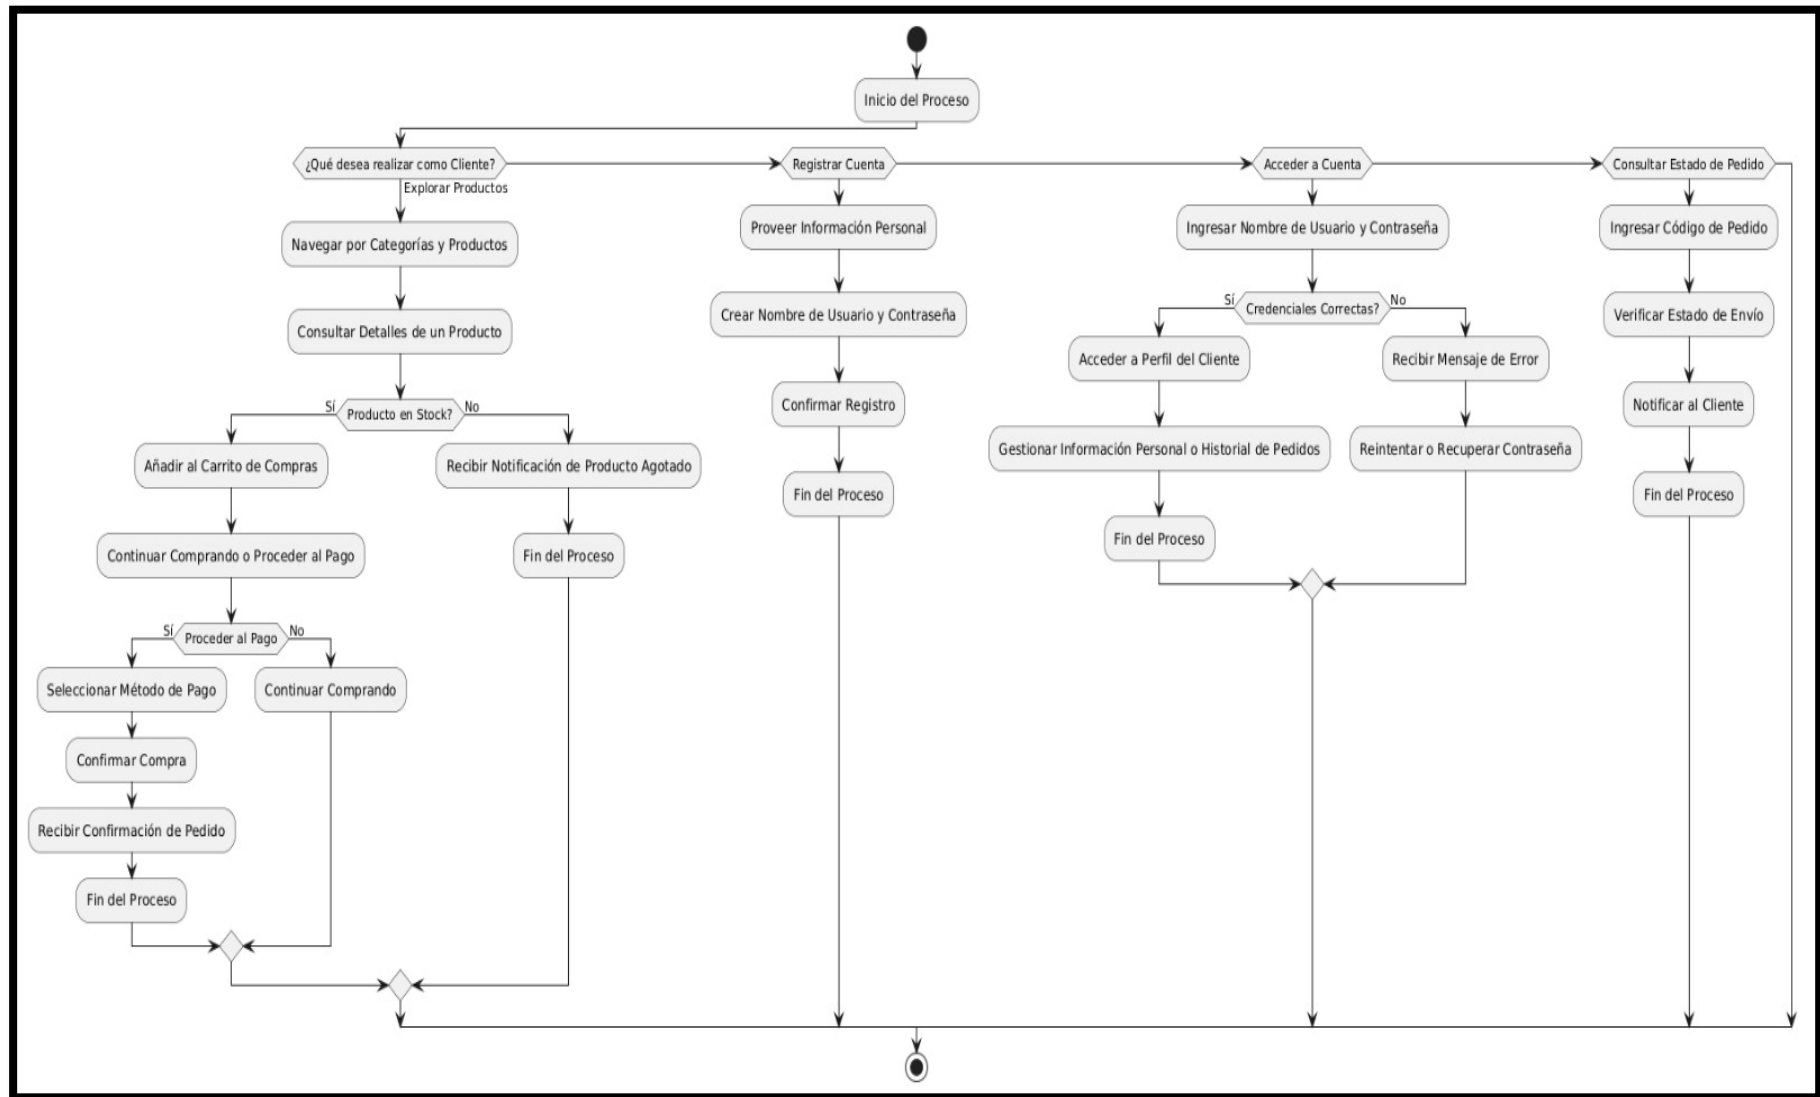 Inicio del Proceso
¿Qué desea realizar como Cliente?
Explorar Productos
Navegar por Categorías y Productos
Consultar Detalles de un Producto
Producto en Stock?
Sí
No
Añadir al Carrito de Compras
Continuar Comprando o Proceder al Pago
Proceder al Pago
Sí
No
Seleccionar Método de Pago
Confirmar Compra
Recibir Confirmación de Pedido
Fin del Proceso
Continuar Comprando
Recibir Notificación de Producto Agotado
Fin del Proceso
Registrar Cuenta
Proveer Información Personal
Crear Nombre de Usuario y Contraseña
Confirmar Registro
Fin del Proceso
Acceder a Cuenta
Ingresar Nombre de Usuario y Contraseña
Credenciales Correctas?
Sí
No
Acceder a Perfil del Cliente
Gestionar Información Personal o Historial de Pedidos
Fin del Proceso
Recibir Mensaje de Error
Reintentar o Recuperar Contraseña
Consultar Estado de Pedido
Ingresar Código de Pedido
Verificar Estado de Envío
Notificar al Cliente
Fin del Proceso